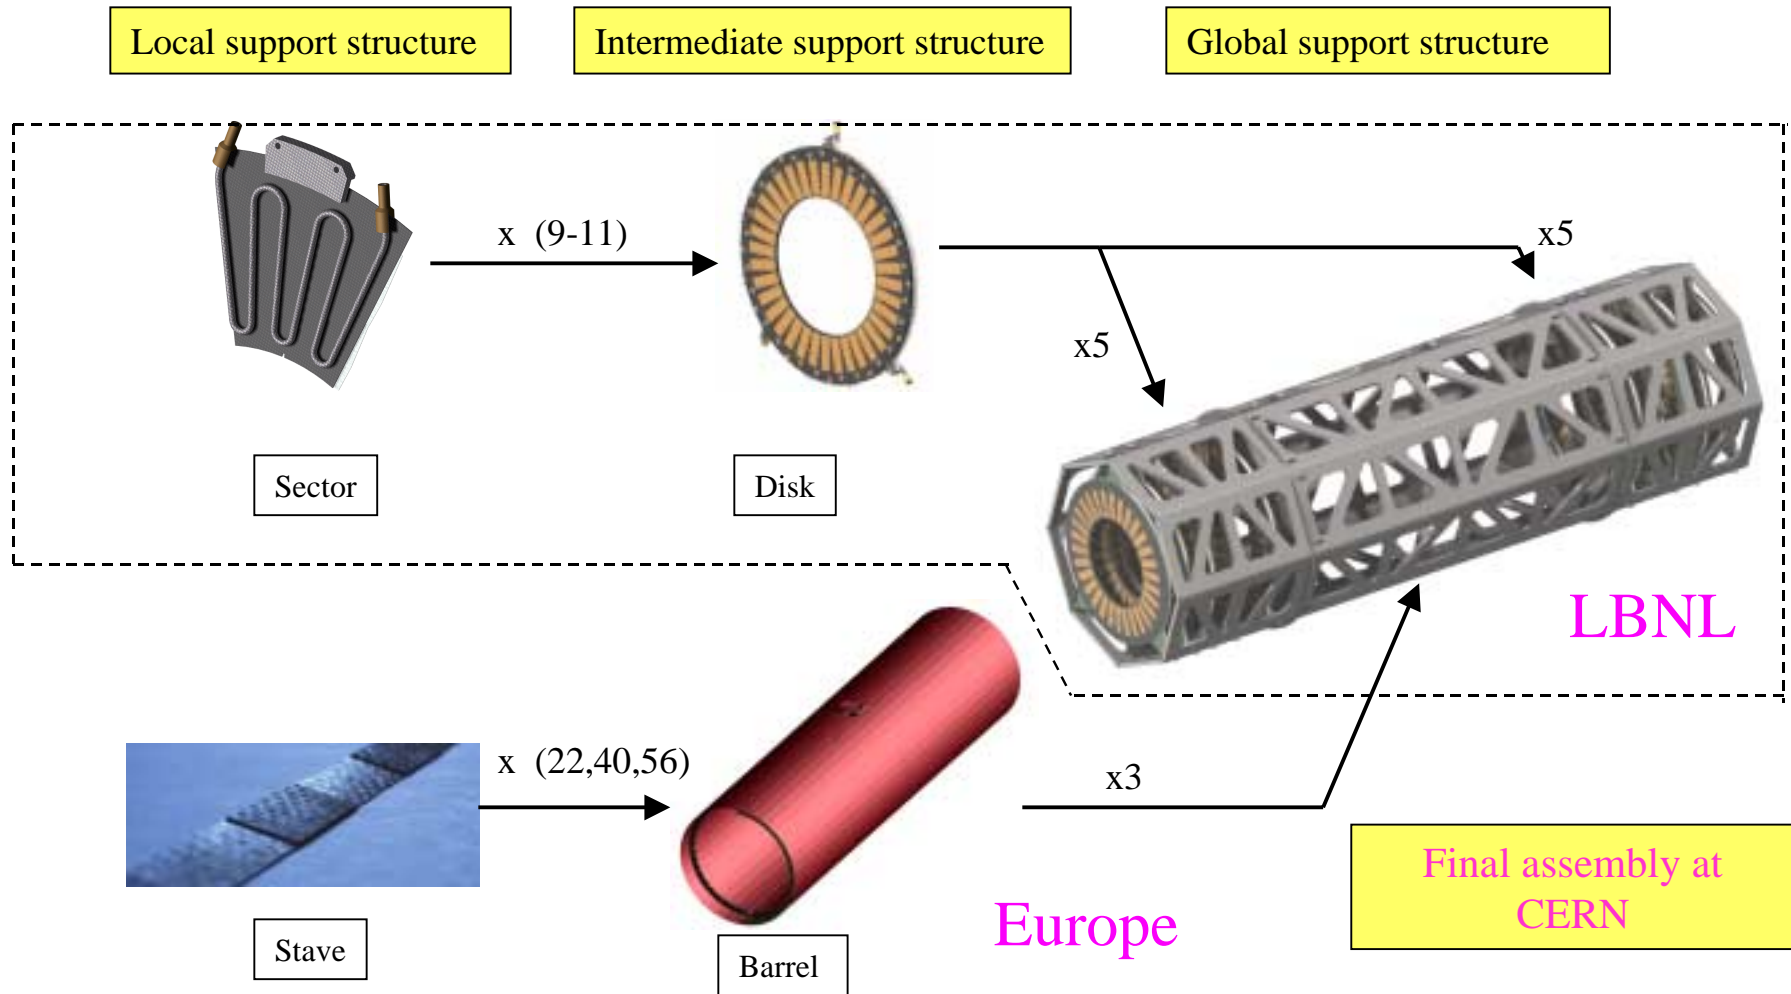 Local support structure
Intermediate support structure
Global support structure
x (9-11)
x5
x5
Sector
Disk
LBNL
x (22,40,56)
x3
Final assembly at
CERN
Europe
Stave
Barrel